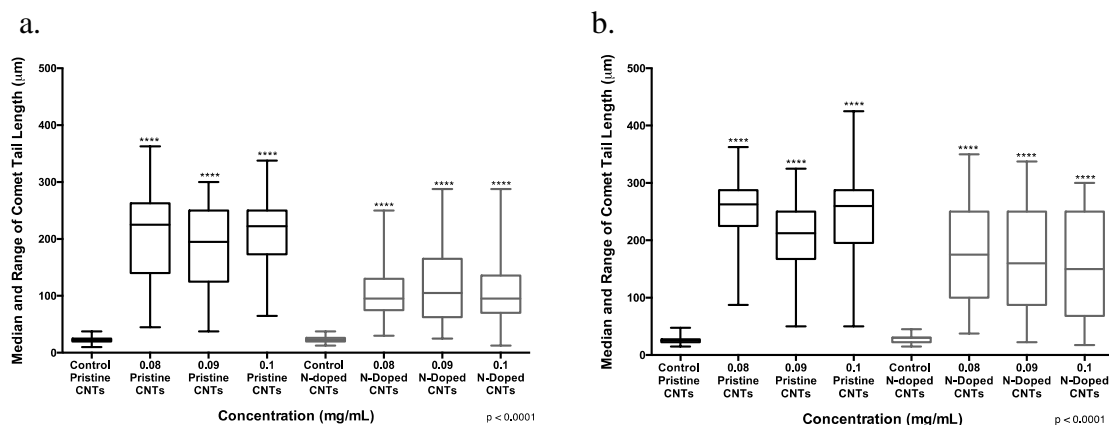 a.
Median and Range of Comet Tail Length (μm)
500
400
300
200
100
0
****
****
****
****
****
****
Control
Pristine
CNTs
0.08
Pristine
CNTs
0.09
Pristine
CNTs
0.1
Pristine
CNTs
Control
N-doped
CNTs
0.08
N-Doped
CNTs
0.09
N-Doped
CNTs
0.1
N-Doped
CNTs
Concentration (mg/mL)
p < 0.0001
b.
Median and Range of Comet Tail Length (μm)
500
400
300
200
100
0
****
****
****
****
****
****
Control
Pristine
CNTs
0.08
Pristine
CNTs
0.09
Pristine
CNTs
0.1
Pristine
CNTs
Control
N-doped
CNTs
0.08
N-Doped
CNTs
0.09
N-Doped
CNTs
0.1
N-Doped
CNTs
Concentration (mg/mL)
p < 0.0001